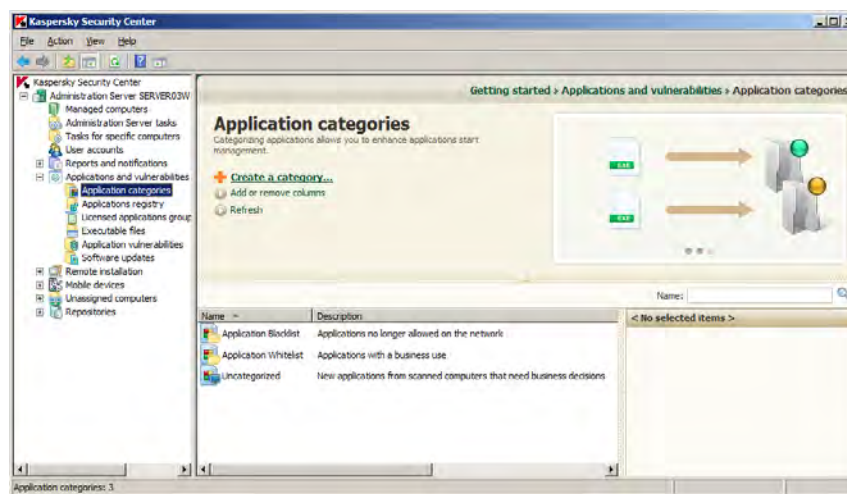 Kaspersky Security Center
File Action View Help
Kaspersky Security Center
Administration Server SERVER03W
Managed computers
Administration Server tasks
Tasks for specific computers
User accounts
Reports and notifications
Applications and vulnerabilities
Application categories
Applications registry
Licensed applications group
Executable files
Application vulnerabilities
Software updates
Remote installation
Mobile devices
Unassigned computers
Repositories
Getting started › Applications and vulnerabilities › Application categories
Application categories
Categorizing applications allows you to enhance applications start
management.
Create a category...
Add or remove columns
Refresh
EXE
EXE
Name:
Name Description
Application Blacklist Applications no longer allowed on the network
Application Whitelist Applications with a business use
Uncategorized New applications from scanned computers that need business decisions
< No selected items >
Application categories: 3